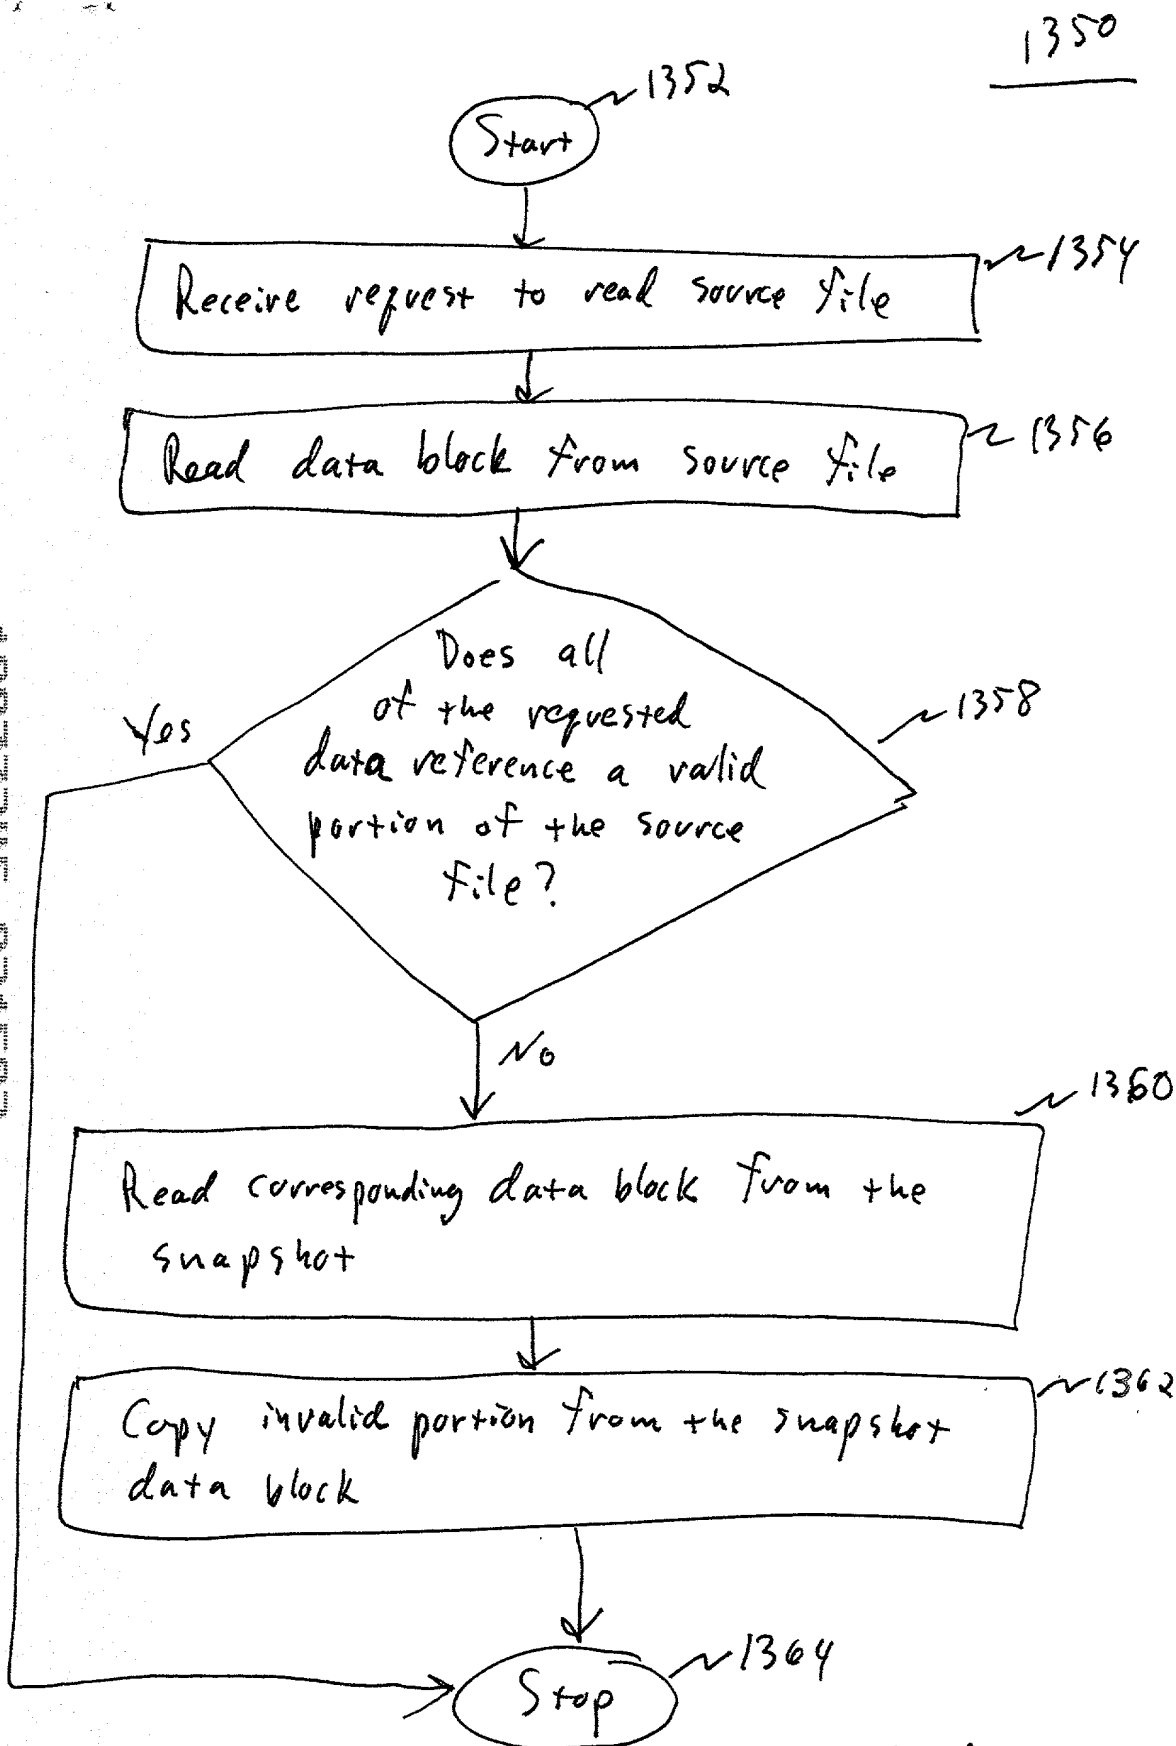 1350
1352
Start
1354
Receive request to read source file
1356
Read data block from source file
Does all
of the requested
data reference a valid
portion of the source
file?
1358
Yes
No
1360
Read corresponding data block from the
snapshot
1362
Copy invalid portion from the snapshot
data block
1364
Stop